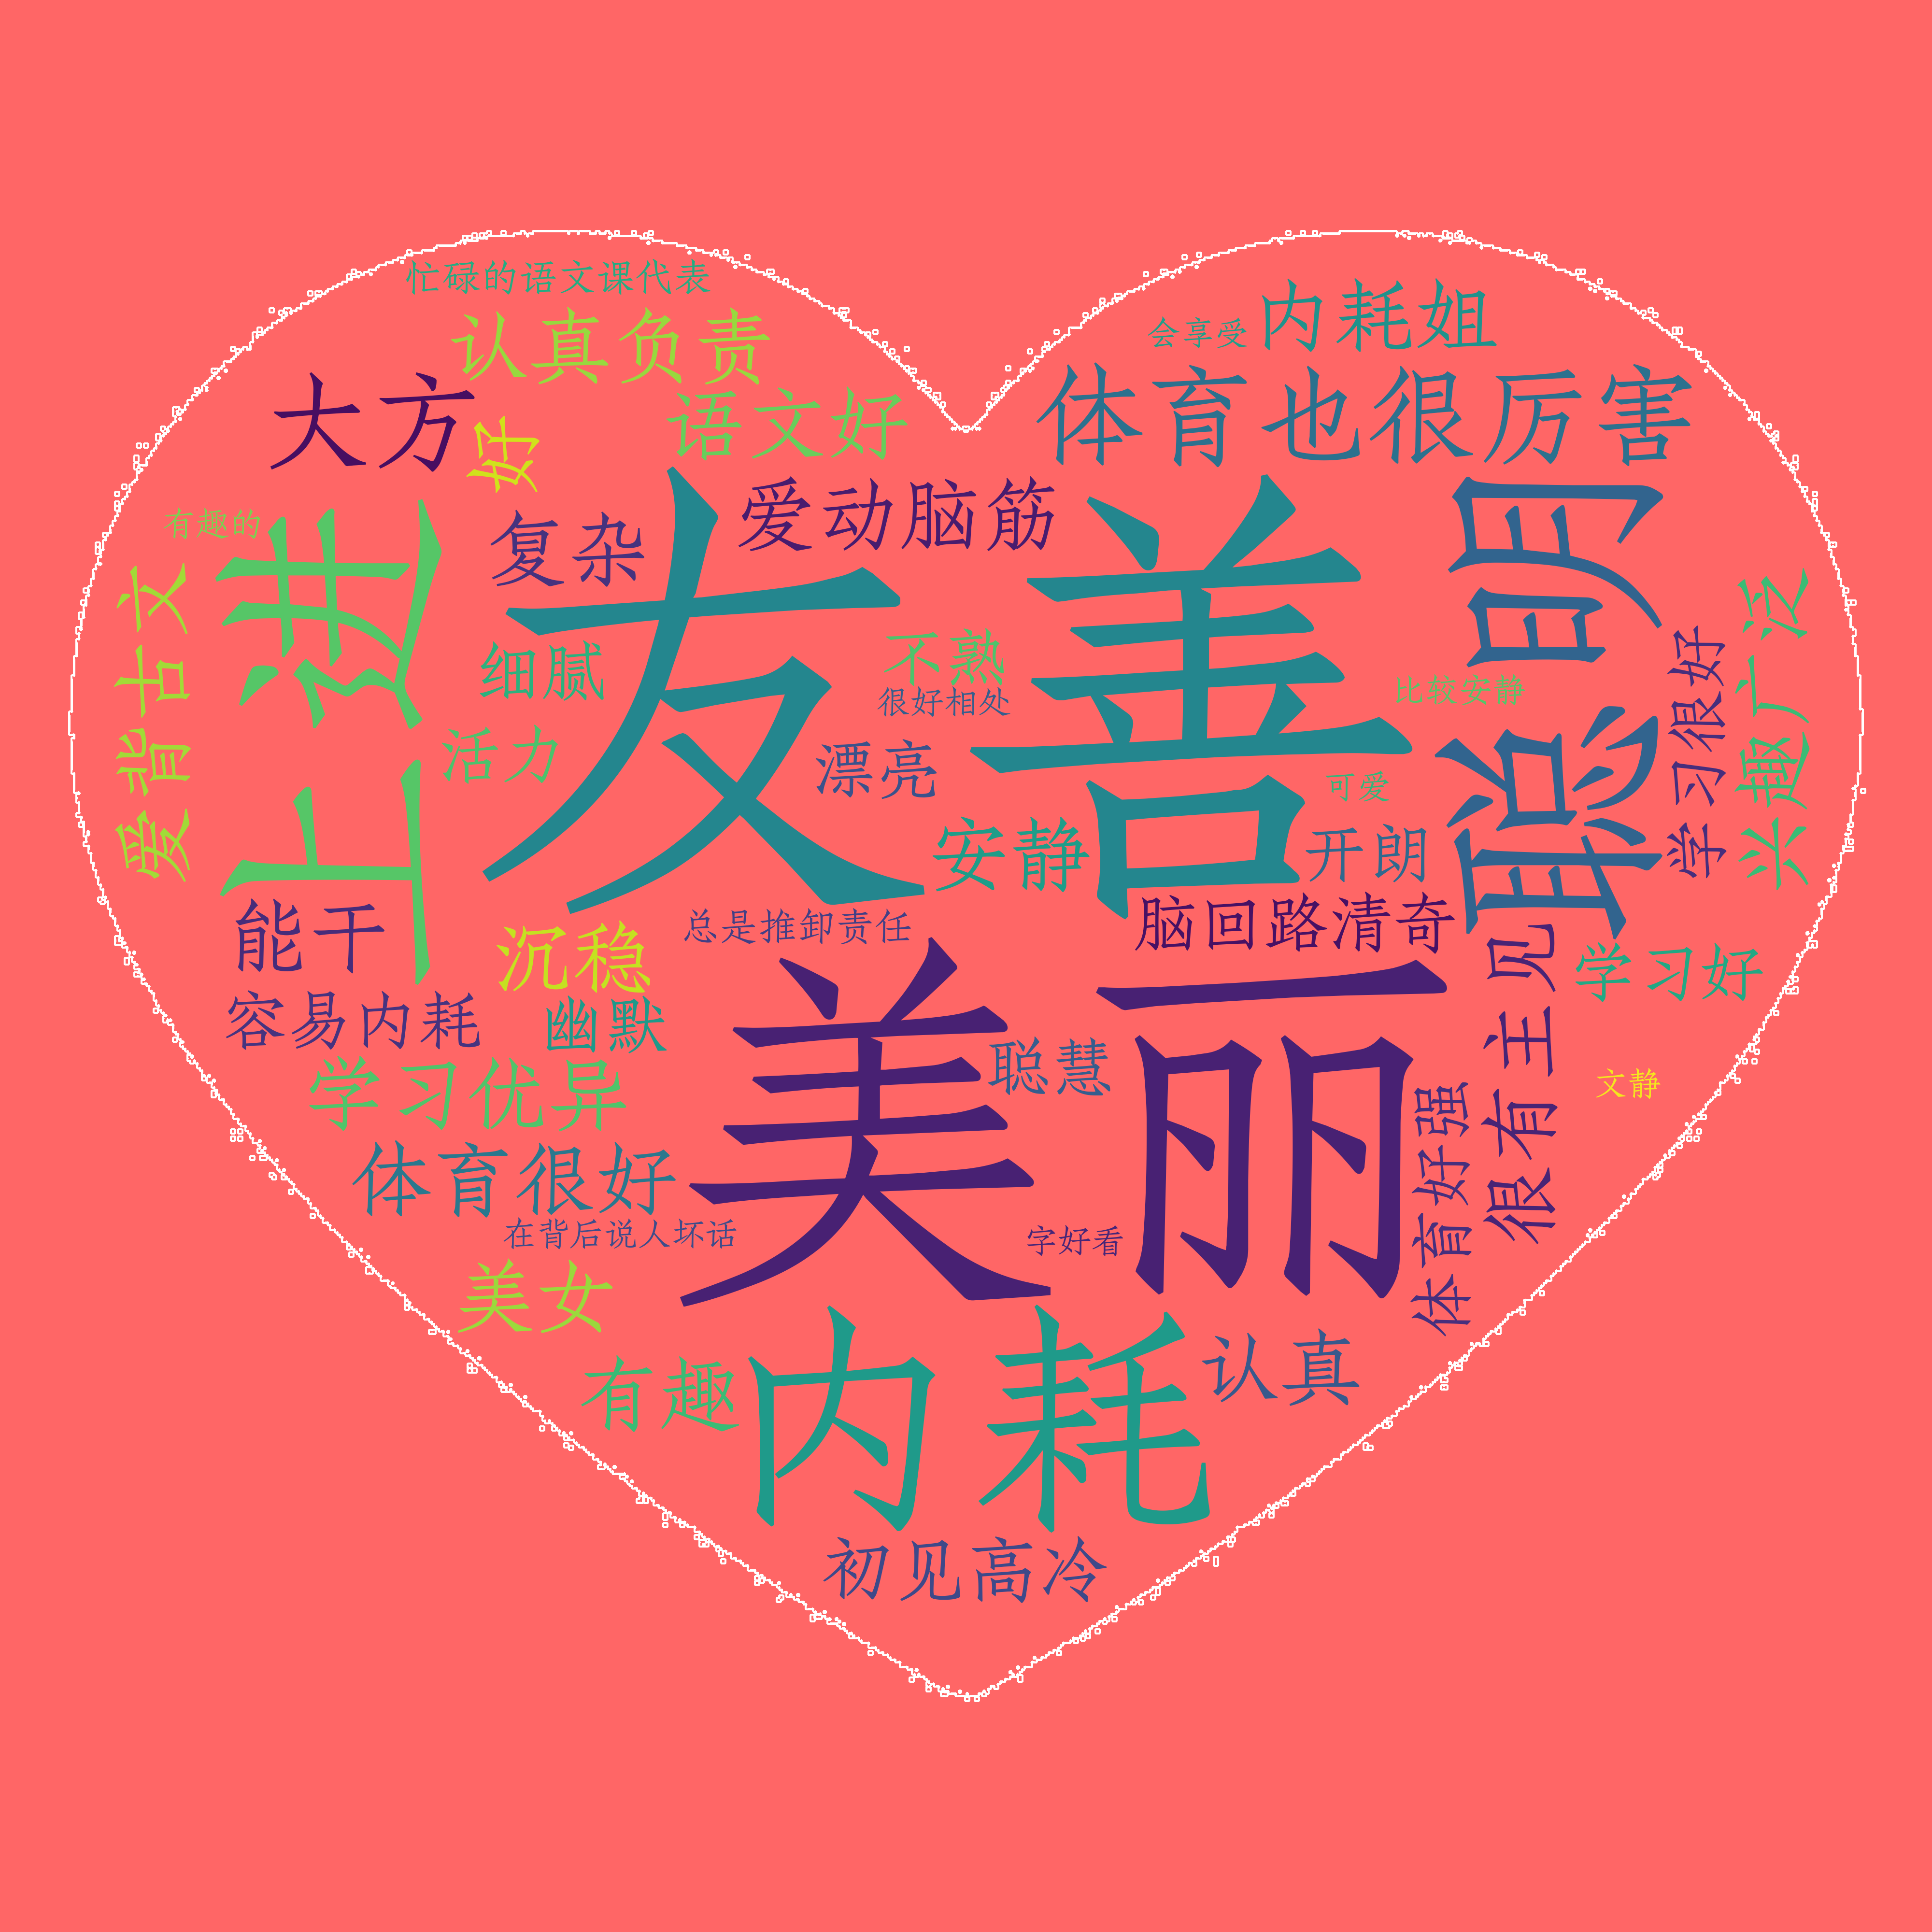 忙碌的语文课代表
会享受
内耗姐
认真负责
大方
语文好
体育也很厉害
好
有趣的
爱动脑筋
复杂
上进
友善
聪明
爱背古文
兴趣广泛
学习很好
细腻
不熟
很好相处
比较安静
活力
漂亮
可爱
安静
开朗
能干
沉稳
总是推卸责任
脑回路清奇
学习好
很有主见
容易内耗
幽默
美丽
聪慧
学习优异
文静
体育好嘿
体育很好
在背后说人坏话
字好看
美女
有趣
内耗
认真
初见高冷